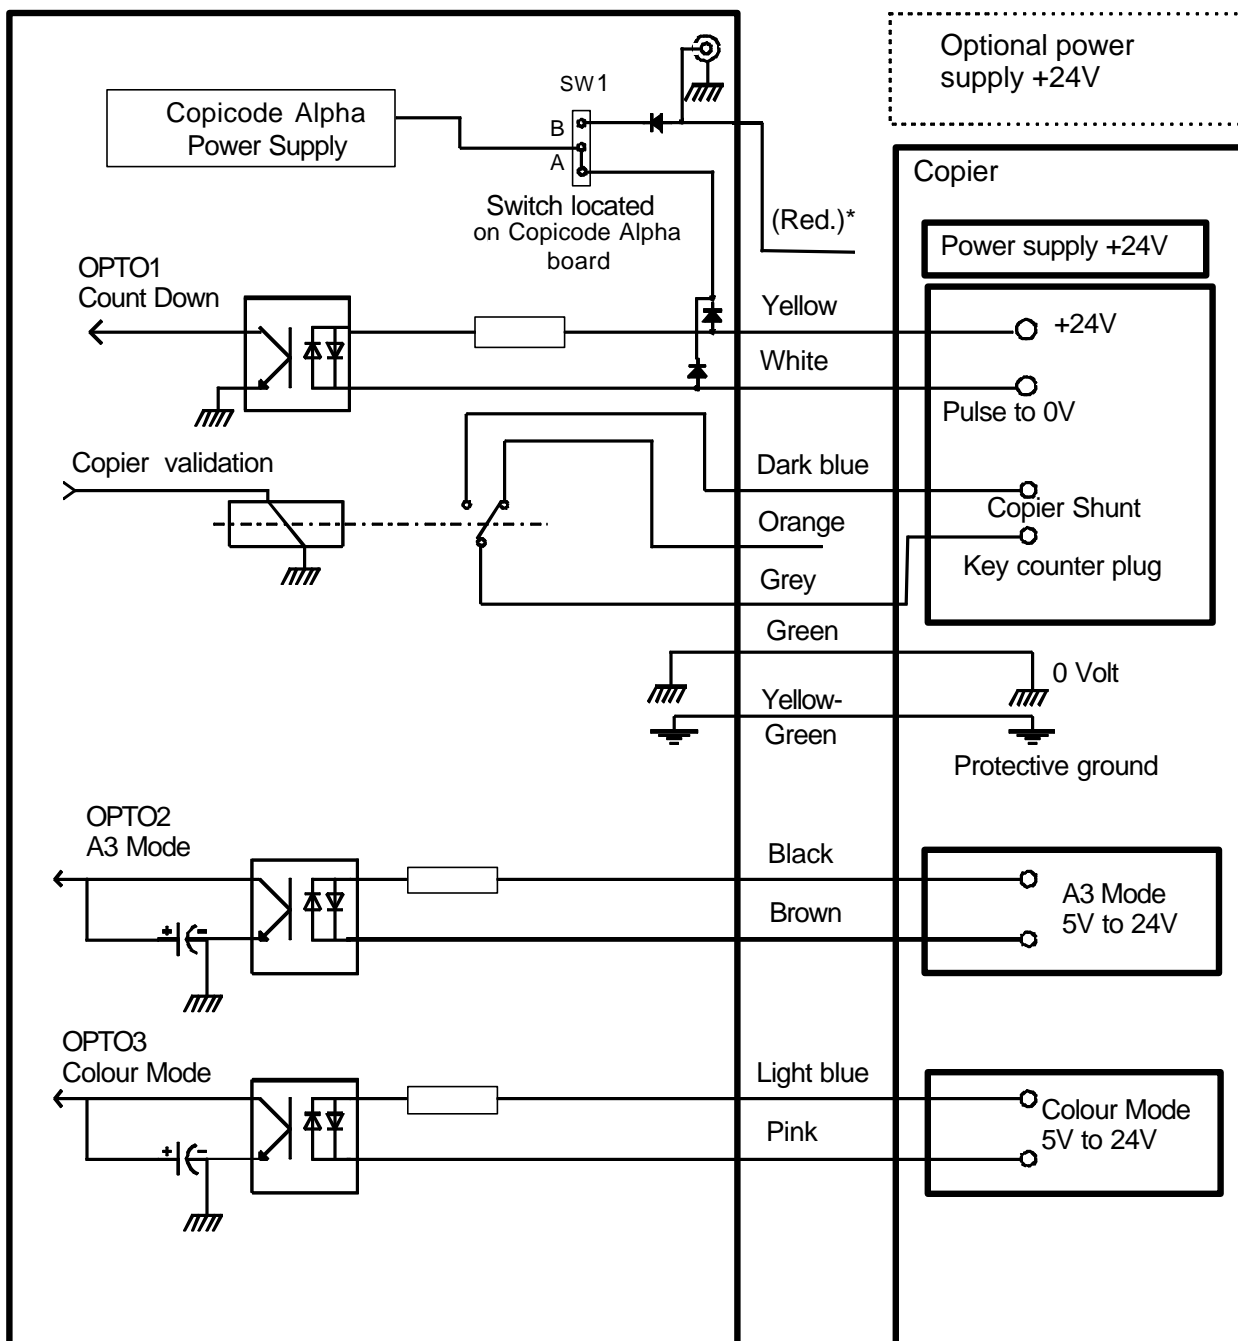 Optional power
supply +24V
SW1
Copicode Alpha
Power Supply
B
A
Copier
Switch located
on Copicode Alpha
board
(Red.)*
Power supply +24V
OPTO1
Count Down
Yellow
+24V
White
Pulse to 0V
Copier validation
Dark blue
Copier Shunt
Orange
Key counter plug
Grey
Green
0 Volt
Yellow-
Green
Protective ground
OPTO2
A3 Mode
Black
A3 Mode
5V to 24V
Brown
+ -
OPTO3
Colour Mode
Light blue
Colour Mode
5V to 24V
Pink
+ -